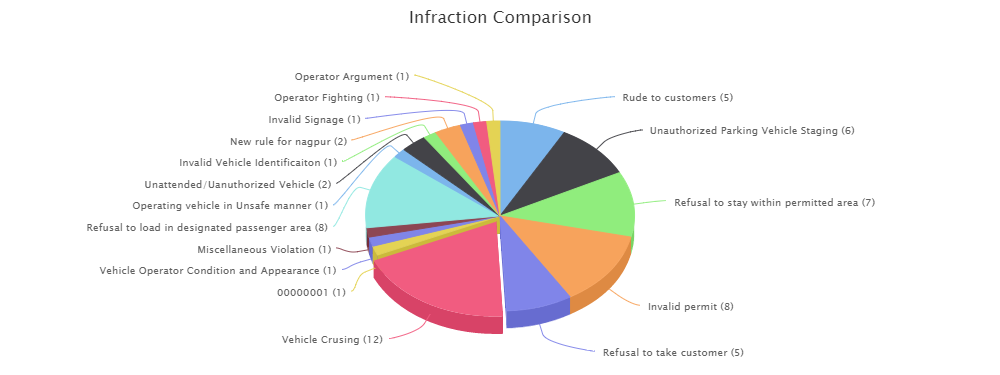 Infraction Comparison
Operator Argument (1)
Operator Fighting (1)
Rude to customers (5)
Invalid Signage (1)
Unauthorized Parking Vehicle Staging (6)
New rule for nagpur (2)
Invalid Vehicle Identificaiton (1)
Unattended/Uanuthorized Vehicle (2)
Refusal to stay within permitted area (7)
Operating vehicle in Unsafe manner (1)
Refusal to load in designated passenger area (8)
Miscellaneous Violation (1)
Vehicle Operator Condition and Appearance (1)
00000001 (1)
Invalid permit (8)
Vehicle Crusing (12)
Refusal to take customer (5)